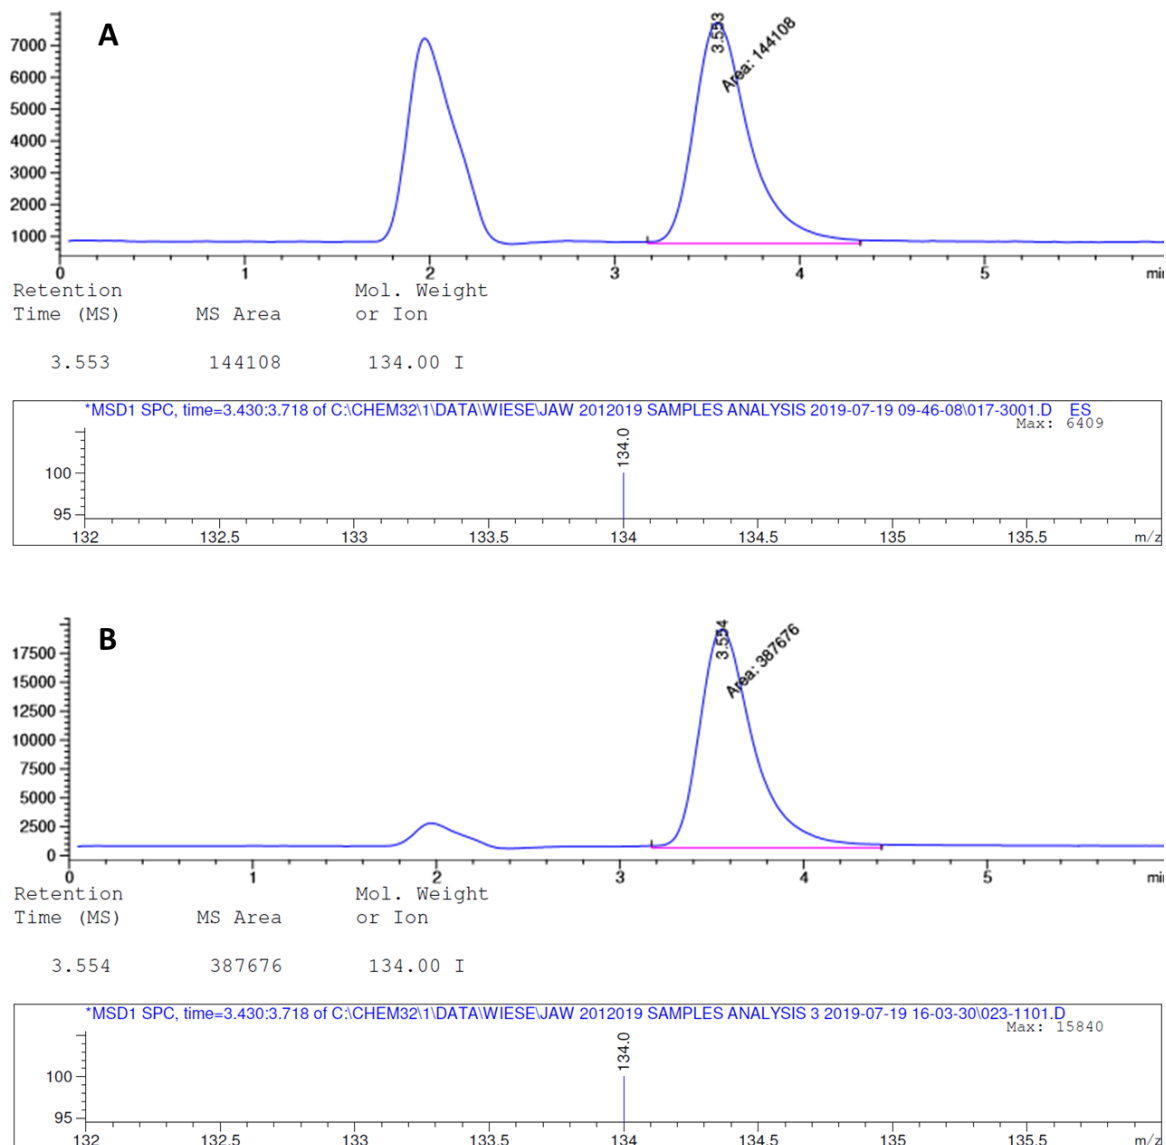 A
7000
6000
5000
4000
3000
2000
1000
3.553
Area: 144108
0 1 2 3 4 5 min
Retention Mol. Weight
Time (MS) MS Area or Ion
3.553 144108 134.00 I
*MSD1 SPC, time=3.430:3.718 of C:\CHEM32\1\DATA\WIESE\JAW 2012019 SAMPLES ANALYSIS 2019-07-19 09-46-08\017-3001.D ES
Max: 6409
134.0
100
95
132 132.5 133 133.5 134 134.5 135 135.5 m/z
B
17500
15000
12500
10000
7500
5000
2500
0
3.554
Area: 387676
0 1 2 3 4 5 min
Retention Mol. Weight
Time (MS) MS Area or Ion
3.554 387676 134.00 I
*MSD1 SPC, time=3.430:3.718 of C:\CHEM32\1\DATA\WIESE\JAW 2012019 SAMPLES ANALYSIS 3 2019-07-19 16-03-30\023-1101.D
Max: 15840
134.0
100
95
132 132.5 133 133.5 134 134.5 135 135.5 m/z